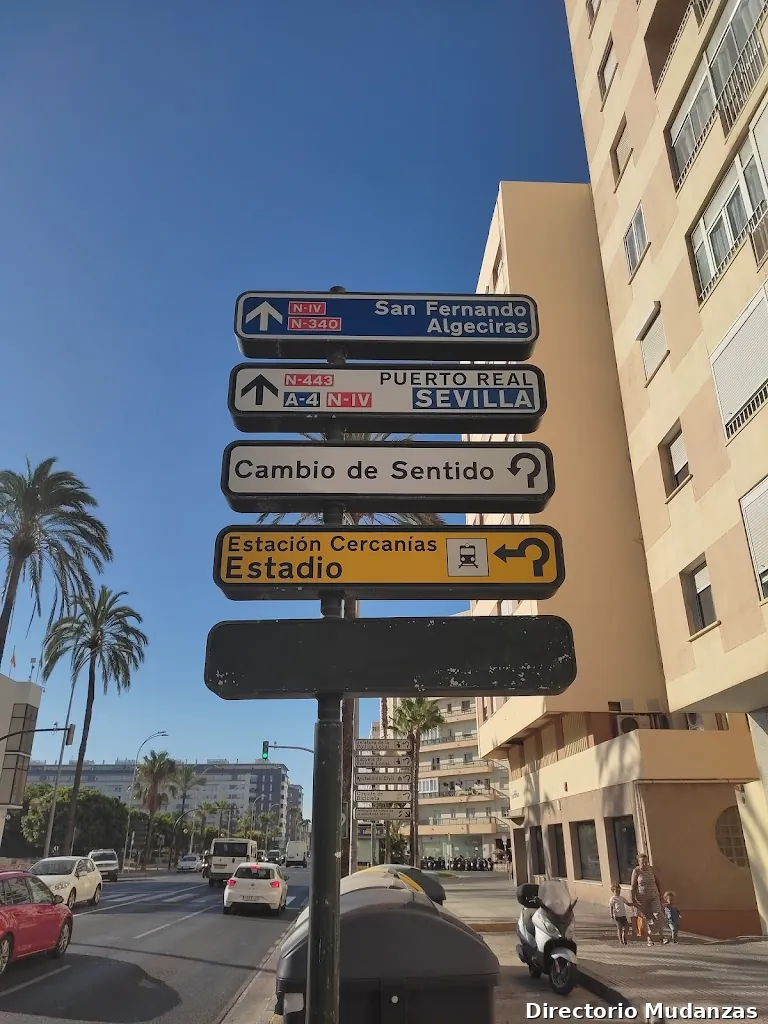 N-IV San Fernando
N-340 Algeciras
N-443 PUERTO REAL
A-4 N-IV SEVILLA
Cambio de Sentido
Estación Cercanías
Estadio
Directorio Mudanzas